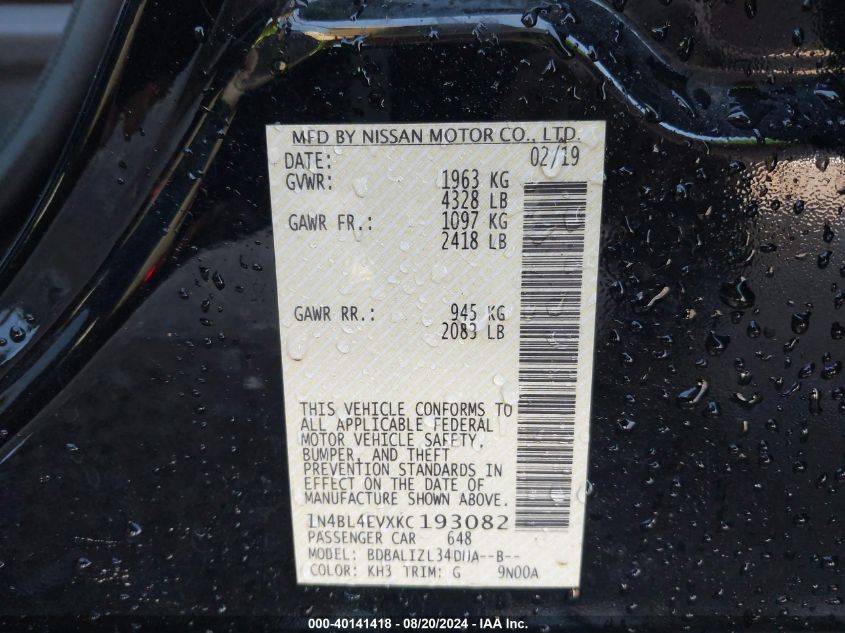 MFD BY NISSAN MOTOR CO., LTD.
DATE: 02/19
GVWR: 1963 KG
4328 LB
GAWR FR.: 1097 KG
2418 LB
GAWR RR.: 945 KG
2083 LB
THIS VEHICLE CONFORMS TO
ALL APPLICABLE FEDERAL
MOTOR VEHICLE SAFETY,
BUMPER, AND THEFT
PREVENTION STANDARDS IN
EFFECT ON THE DATE OF
MANUFACTURE SHOWN ABOVE.
1N4BL4EVXKC193082
PASSENGER CAR 648
MODEL:
COLOR: KH3 TRIM: G 9N00A
000-40141418 - 08/20/2024 - IAA Inc.